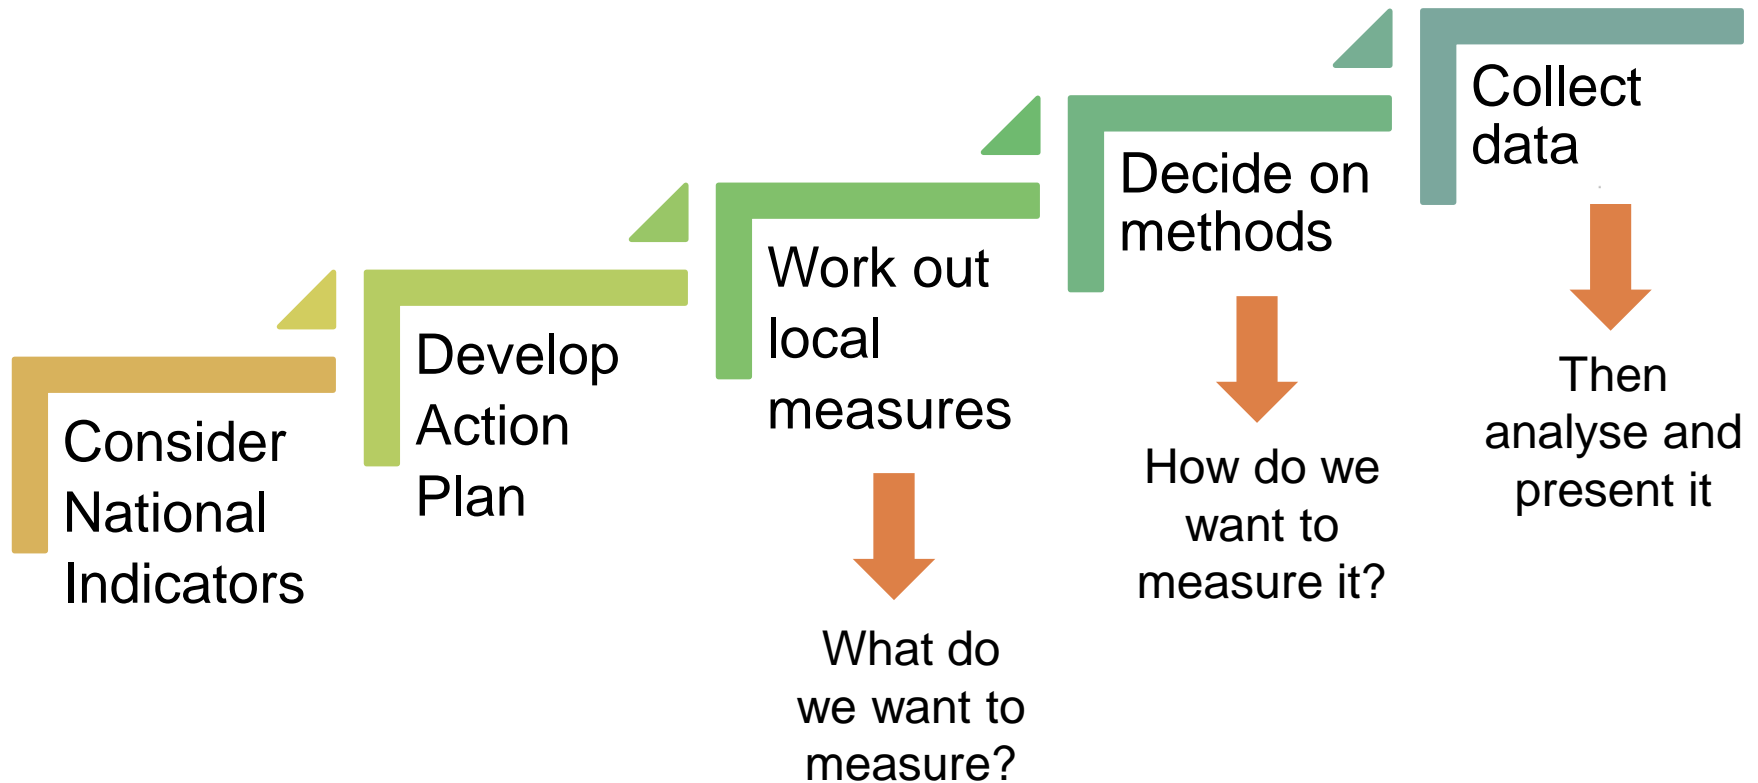 Consider
National
Indicators
Develop
Action
Plan
Work out
local
measures
What do
we want to
measure?
Decide on
methods
How do we
want to
measure it?
Collect
data
Then
analyse and
present it